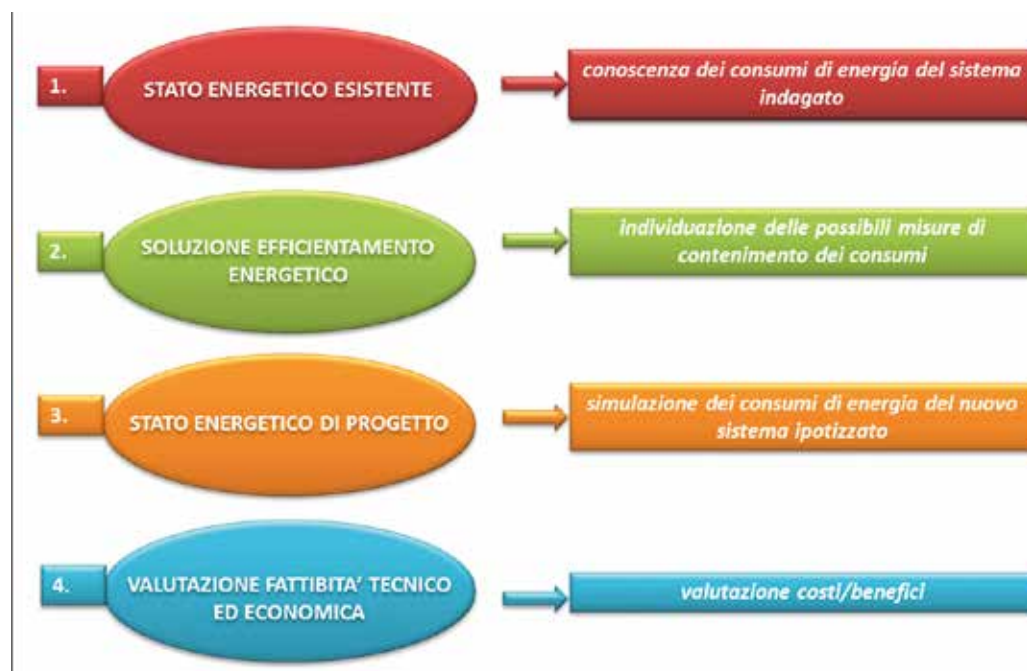 1.
STATO ENERGETICO ESISTENTE
conoscenza dei consumi di energia del sistema
indagato
2.
SOLUZIONE EFFICIENTAMENTO
ENERGETICO
individuazione delle possibili misure di
contenimento dei consumi
3.
STATO ENERGETICO DI PROGETTO
simulazione dei consumi di energia del nuovo
sistema ipotizzato
4.
VALUTAZIONE FATTIBITA’ TECNICO
ED ECONOMICA
valutazione costi/benefici